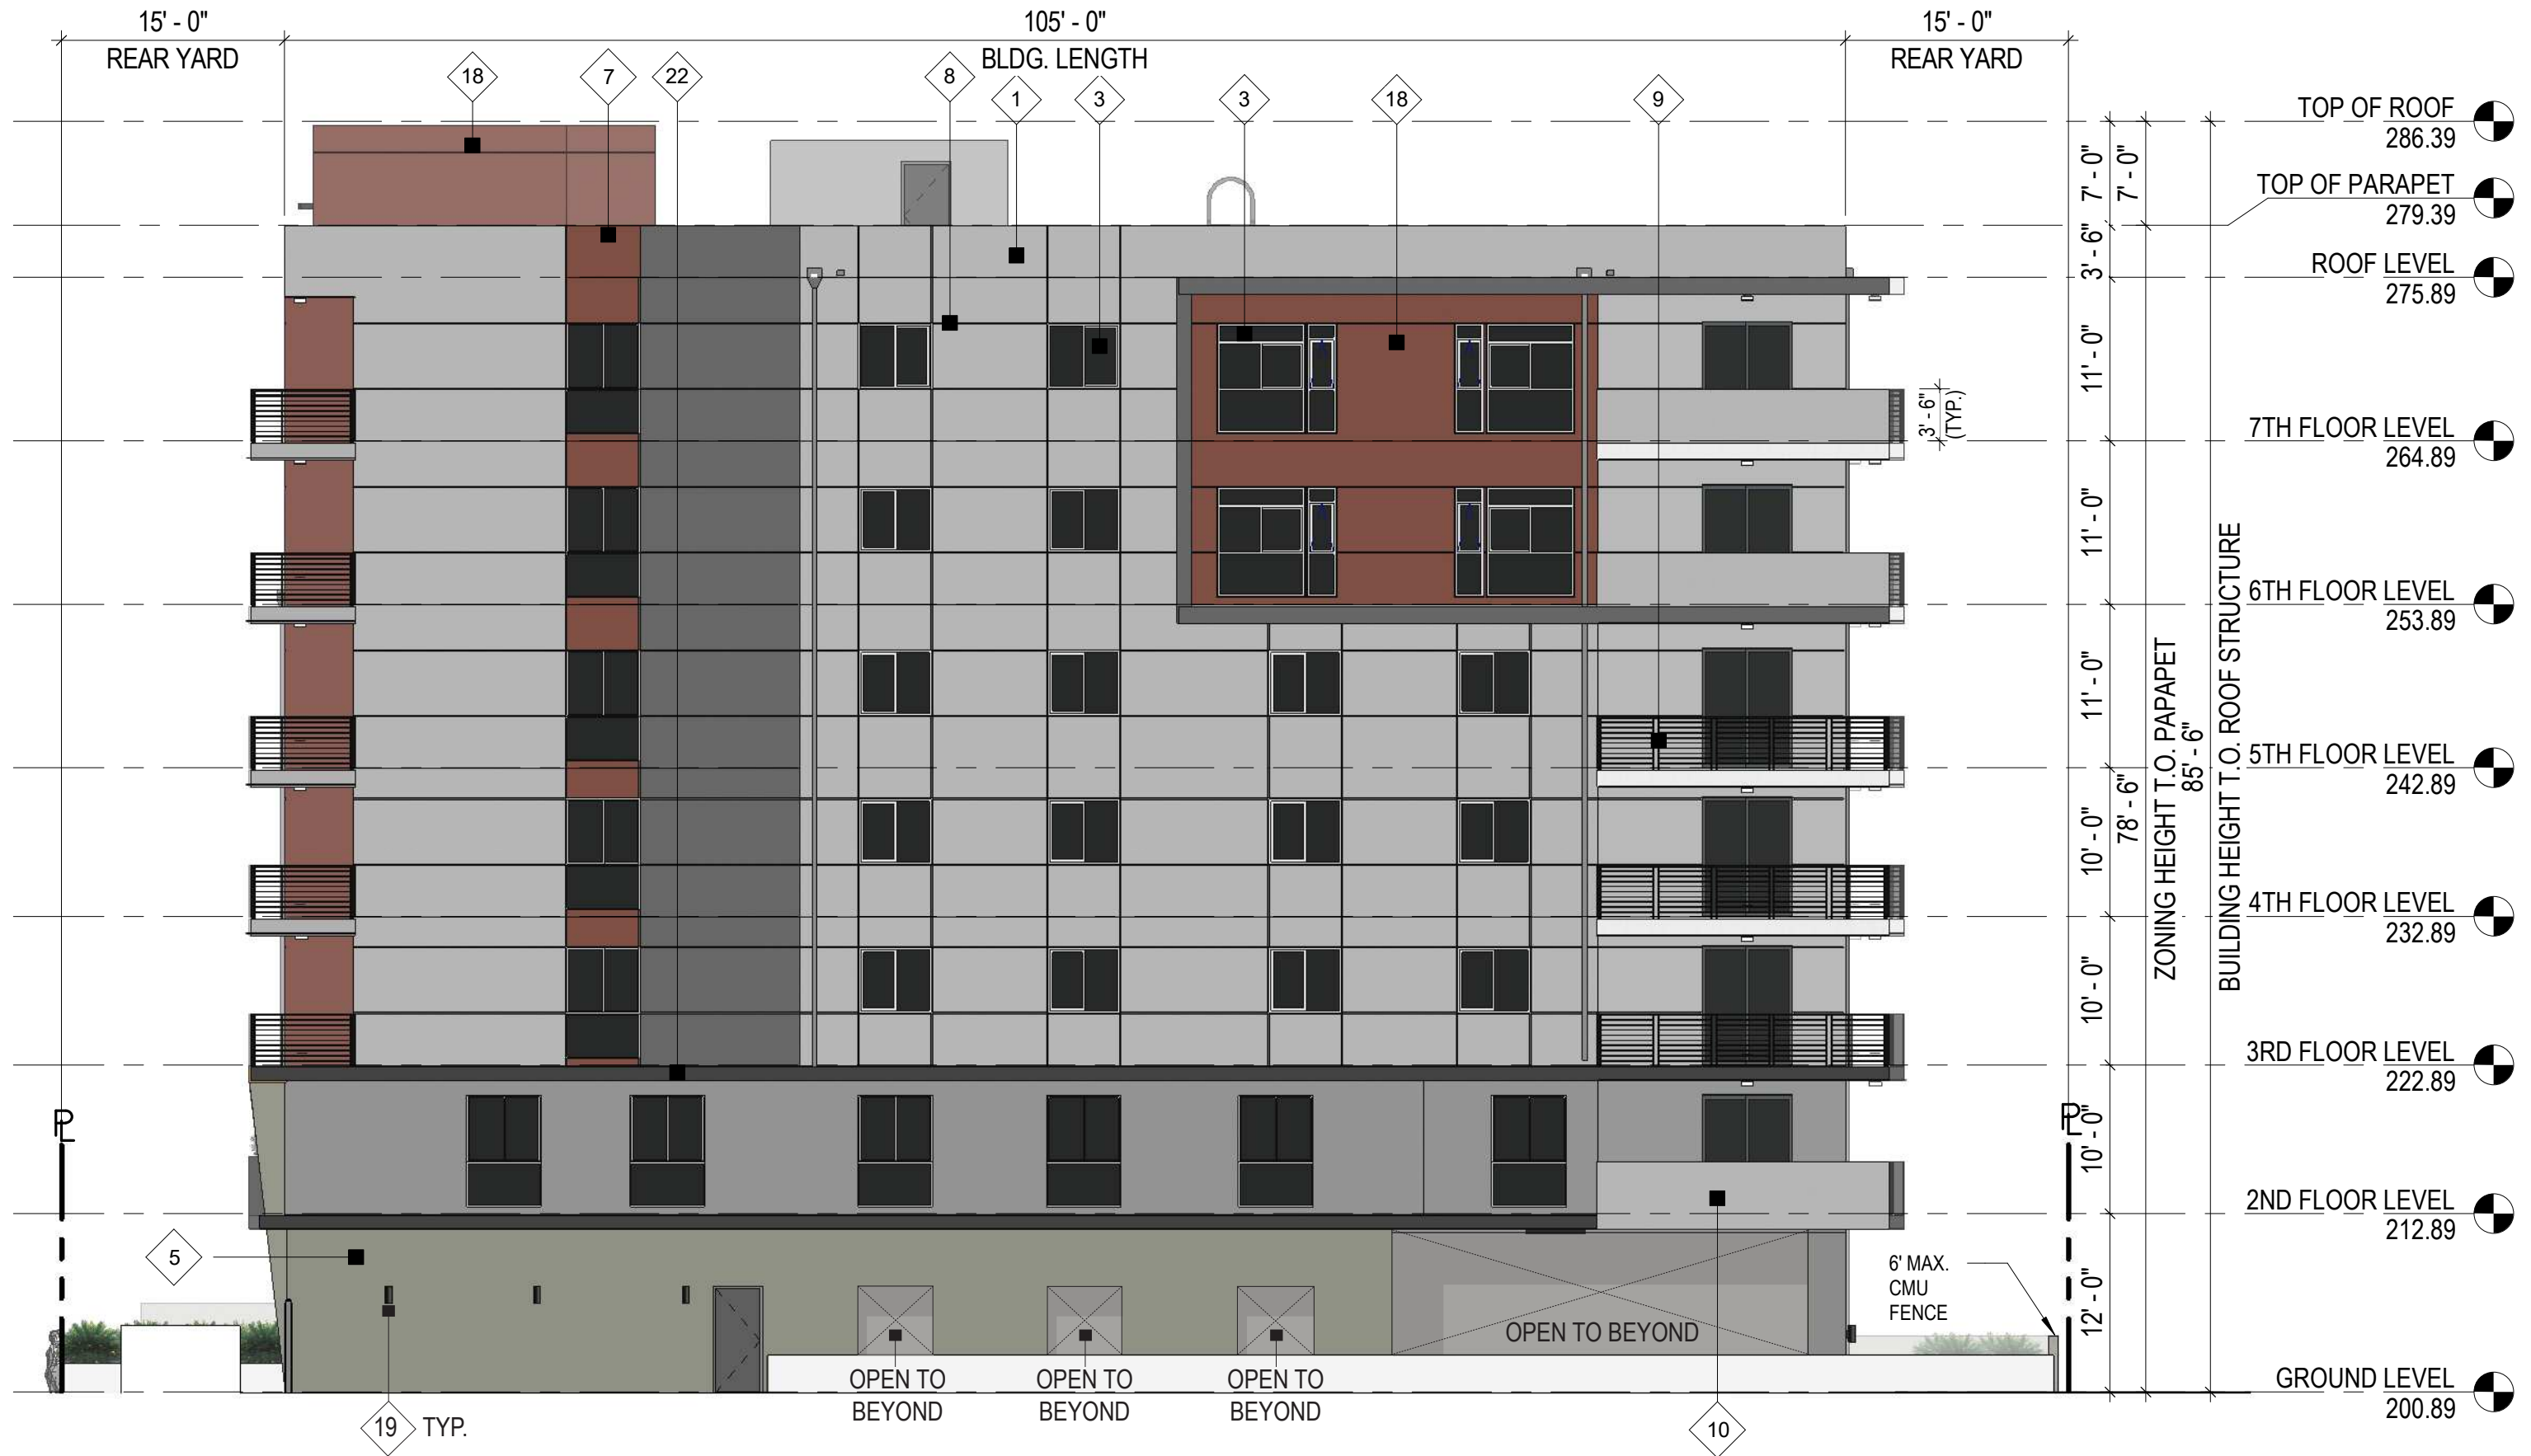 15' - 0"
105' - 0"
15' - 0"
REAR YARD
BLDG. LENGTH
REAR YARD
18
7
22
8
1
3
3
18
9
TOP OF ROOF
286.39
7' - 0"
7' - 0"
TOP OF PARAPET
279.39
3' - 6"
ROOF LEVEL
275.89
11' - 0"
3' - 6"
(TYP.)
7TH FLOOR LEVEL
264.89
11' - 0"
6TH FLOOR LEVEL
253.89
11' - 0"
5TH FLOOR LEVEL
242.89
78' - 6"
ZONING HEIGHT T.O. PAPAPET
85' - 6"
BUILDING HEIGHT T.O. ROOF STRUCTURE
10' - 0"
4TH FLOOR LEVEL
232.89
10' - 0"
3RD FLOOR LEVEL
222.89
PL
PL
10' - 0"
2ND FLOOR LEVEL
212.89
5
6' MAX.
CMU
FENCE
12' - 0"
OPEN TO BEYOND
OPEN TO
BEYOND
OPEN TO
BEYOND
OPEN TO
BEYOND
GROUND LEVEL
200.89
19 TYP.
10